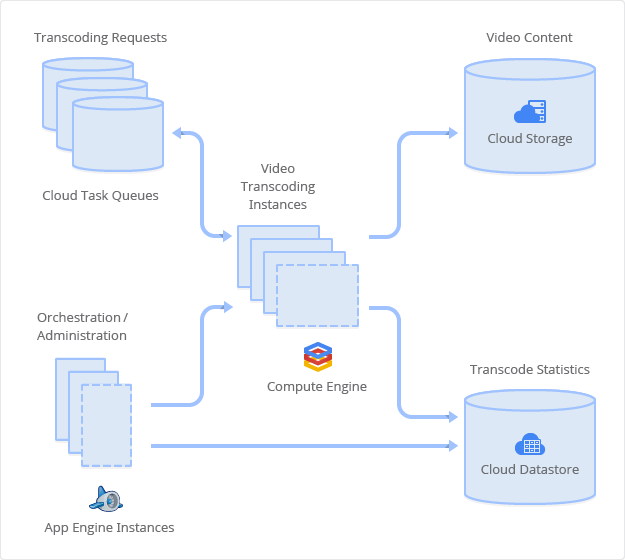 Transcoding Requests
Cloud Task Queues
Video Content
Cloud Storage
Video
Transcoding
Instances
Compute Engine
Orchestration /
Administration
App Engine Instances
Transcode Statistics
Cloud Datastore